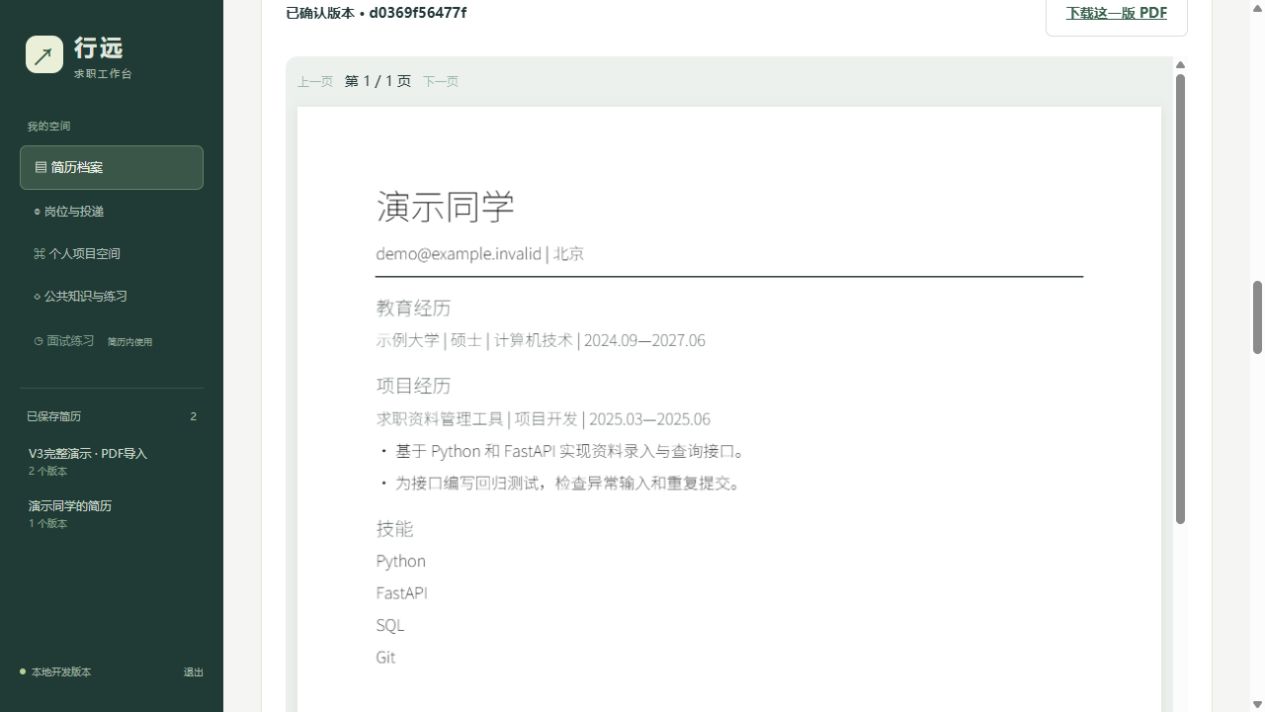 行远
求职工作台
我的空间
简历档案
岗位与投递
⌘ 个人项目空间
公共知识与练习
面试练习 简历内使用
已保存简历 2
V3完整演示 · PDF导入
2 个版本
演示同学的简历
1 个版本
本地开发版本 退出
已确认版本 • d0369f56477f
下载这一版 PDF
上一页 第 1 / 1 页 下一页
演示同学
demo@example.invalid | 北京
教育经历
示例大学 | 硕士 | 计算机技术 | 2024.09—2027.06
项目经历
求职资料管理工具 | 项目开发 | 2025.03—2025.06
• 基于 Python 和 FastAPI 实现资料录入与查询接口。
• 为接口编写回归测试，检查异常输入和重复提交。
技能
Python
FastAPI
SQL
Git